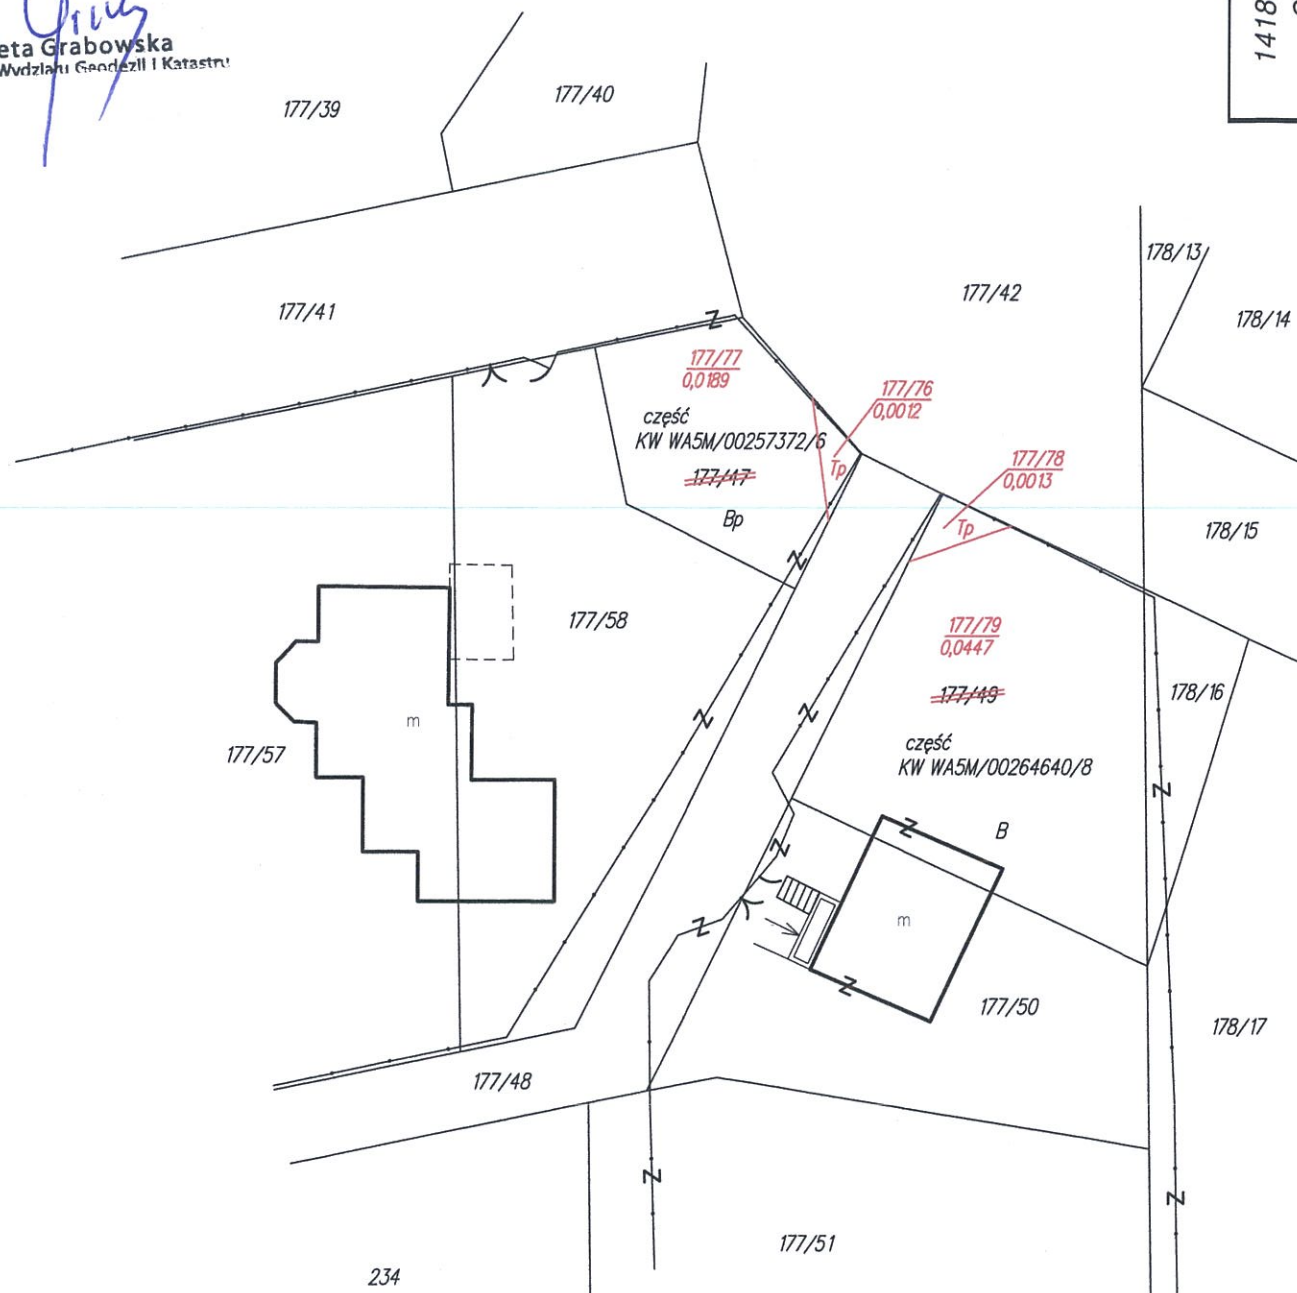 eta Grabowska
Wydziału Geodezji i Katastru
1418
177/39
177/40
177/41
177/42
178/13
178/14
177/77
0,0189
177/76
0,0012
część
KW WA5M/00257372/6
177/47
Tp
Bp
177/78
0,0013
Tp
178/15
177/58
177/79
0,0447
177/49
178/16
część
KW WA5M/00264640/8
177/57
m
B
m
177/50
178/17
177/48
177/51
234
Z
Z
Z
Z
Z
Z
Z
Z
Z
Z
Z